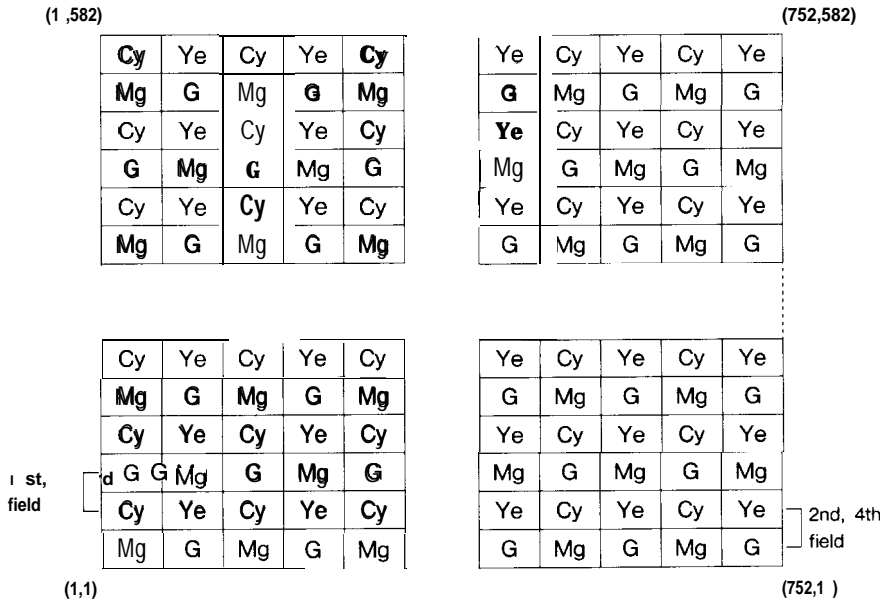 (1 ,582) (752,582)
Cy Ye Cy Ye Cy Ye Cy Ye Cy Ye
Mg G Mg G Mg G Mg G Mg G
Cy Ye Cy Ye Cy Ye Cy Ye Cy Ye
G Mg G Mg G Mg G Mg G Mg
Cy Ye Cy Ye Cy Ye Cy Ye Cy Ye
Mg G Mg G Mg G Mg G Mg G
Cy Ye Cy Ye Cy Ye Cy Ye Cy Ye
Mg G Mg G Mg G Mg G Mg G
Cy Ye Cy Ye Cy Ye Cy Ye Cy Ye
st, d G G Mg G Mg G Mg G Mg G Mg
field Cy Ye Cy Ye Cy Ye Cy Ye Cy Ye 2nd, 4th
Mg G Mg G Mg G Mg G Mg G field
(1,1) (752,1 )